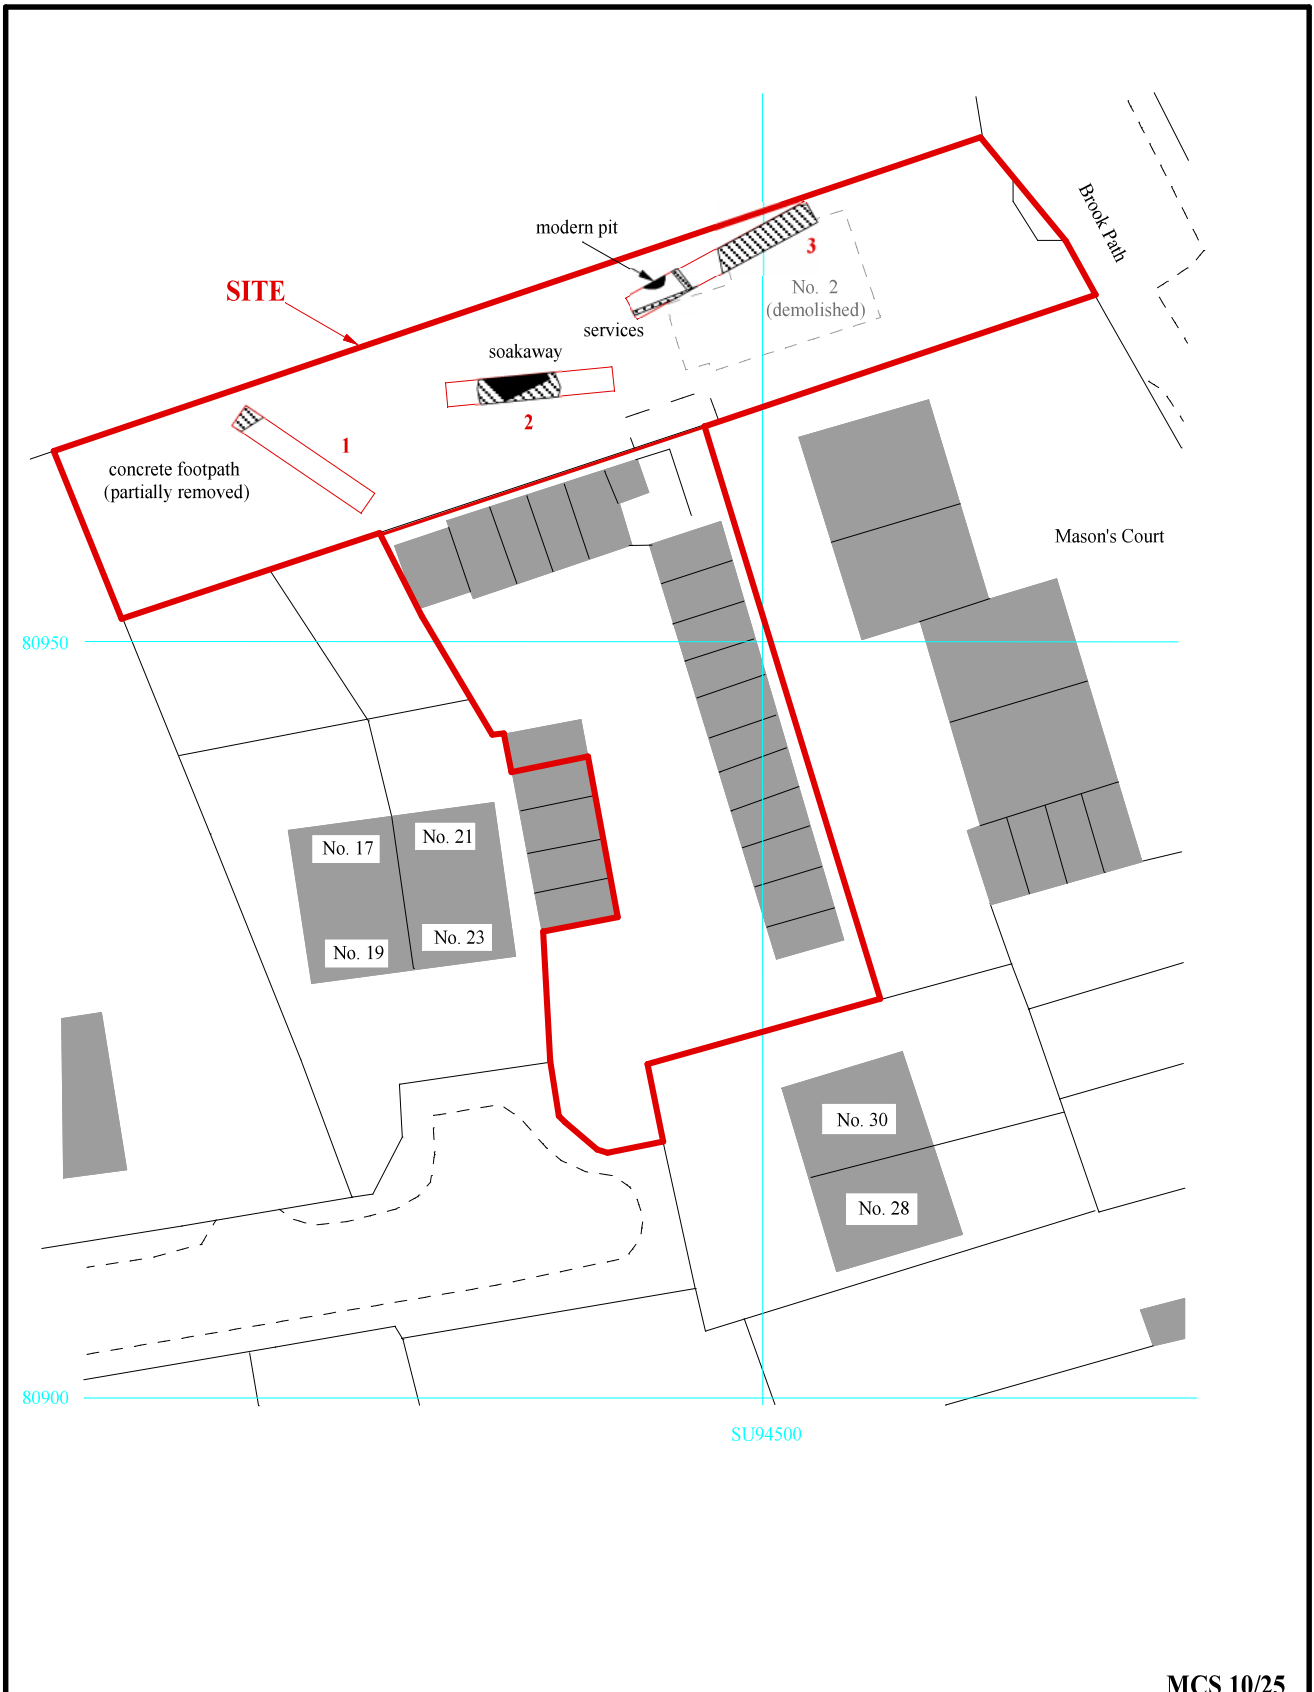 Brook Path
modern pit
3
SITE
No. 2
(demolished)
services
soakaway
2
1
concrete footpath
(partially removed)
Mason's Court
80950
No. 21
No. 17
No. 23
No. 19
No. 30
No. 28
80900
SU94500
MCS 10/25